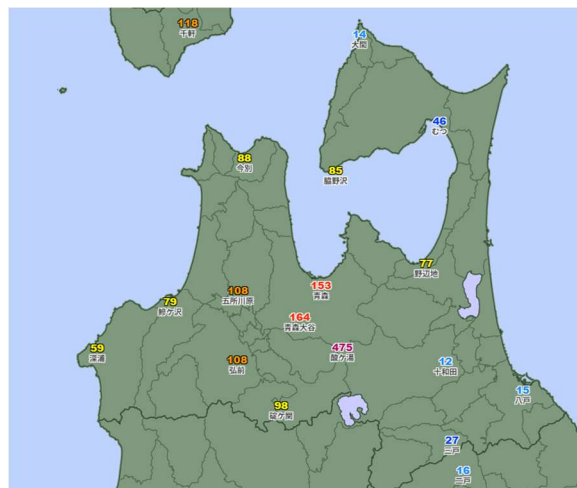 118
千軒
14
大間
46
むつ
88
今別
85
脇野沢
77
野辺地
153
青森
108
五所川原
79
鰺ケ沢
164
青森大谷
475
酸ケ湯
59
深浦
108
弘前
12
十和田
15
八戸
98
碇ケ関
27
三戸
16
二戸